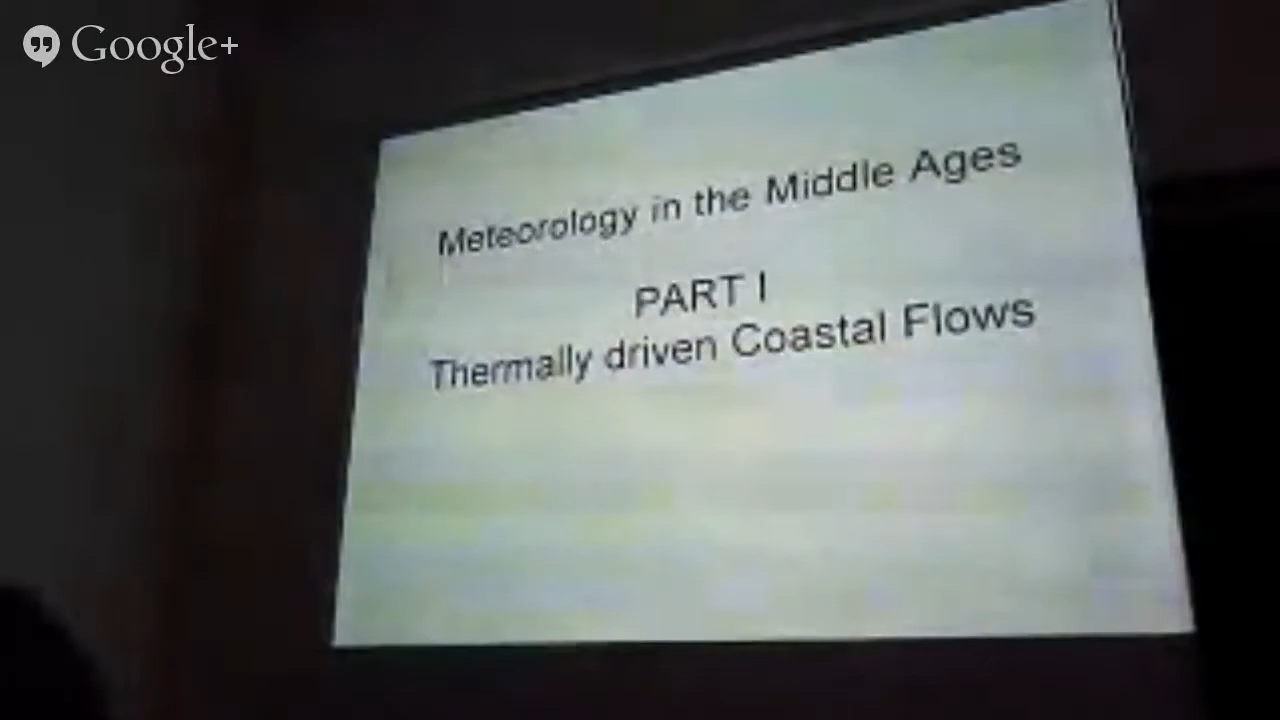 Google+
Meteorology in the Middle Ages
PART I
Thermally driven Coastal Flows